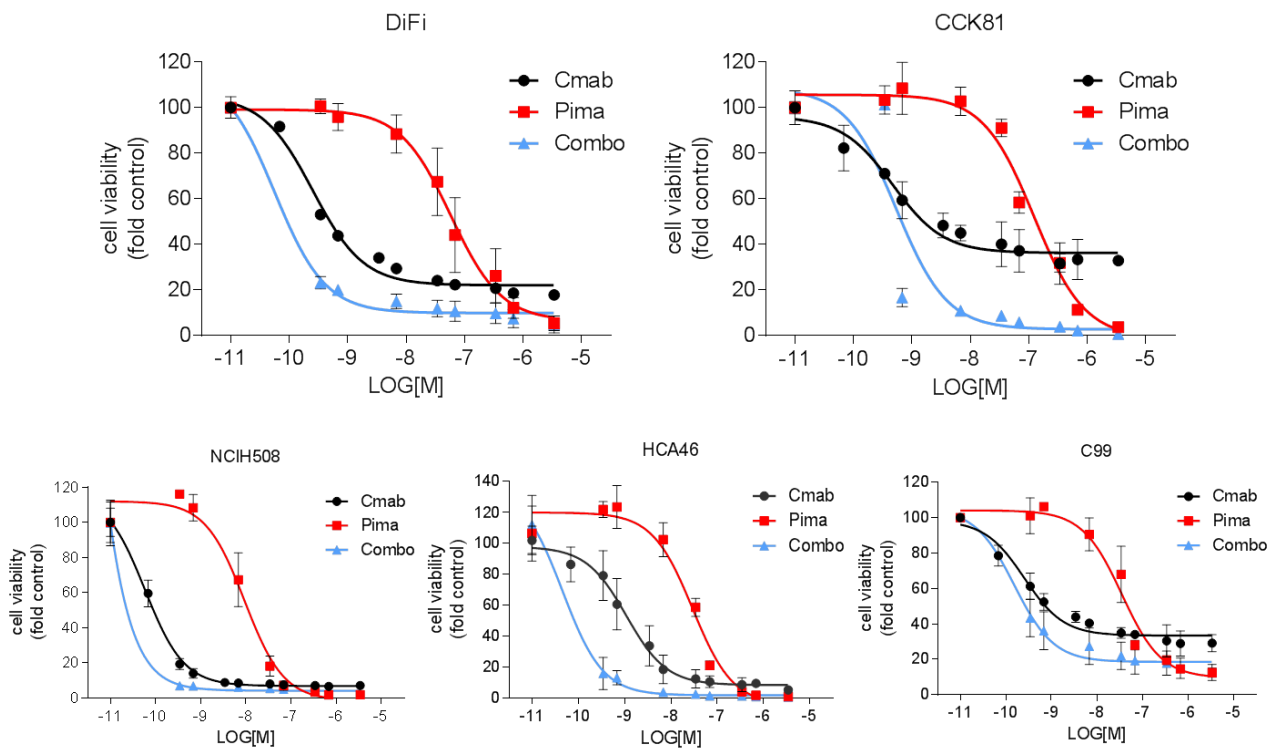 DiFi
120
100
80
60
40
20
0
cell viability
(fold control)
Cmab
Pima
Combo
-11 -10 -9 -8 -7 -6 -5
LOG[M]
CCK81
120
100
80
60
40
20
0
cell viability
(fold control)
Cmab
Pima
Combo
-11 -10 -9 -8 -7 -6 -5
LOG[M]
NCIH508
120
100
80
60
40
20
0
cell viability
(fold control)
Cmab
Pima
Combo
-11 -10 -9 -8 -7 -6 -5
LOG[M]
HCA46
140
120
100
80
60
40
20
0
cell viability
(fold control)
Cmab
Pima
Combo
-11 -10 -9 -8 -7 -6 -5
LOG[M]
C99
120
100
80
60
40
20
0
cell viability
(fold control)
Cmab
Pima
Combo
-11 -10 -9 -8 -7 -6 -5
LOG[M]